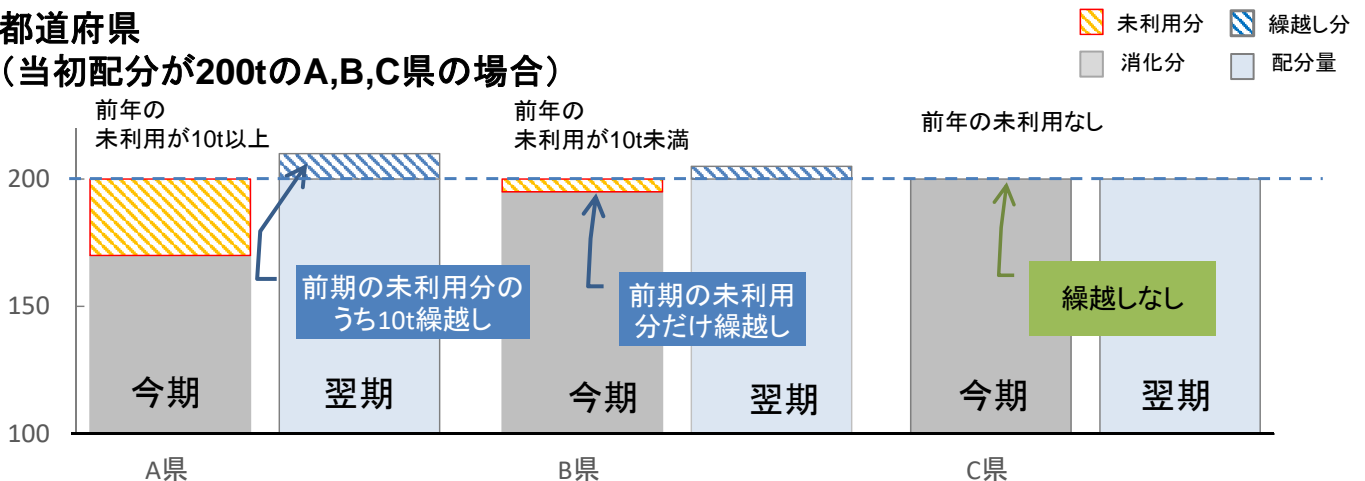 都道府県
（当初配分が200tのA,B,C県の場合）
未利用分
繰越し分
消化分
配分量
前年の
未利用が10t以上
前年の
未利用が10t未満
前年の未利用なし
200
150
100
前期の未利用分の
うち10t繰越し
前期の未利用
分だけ繰越し
繰越しなし
今期
翌期
今期
翌期
今期
翌期
A県
B県
C県